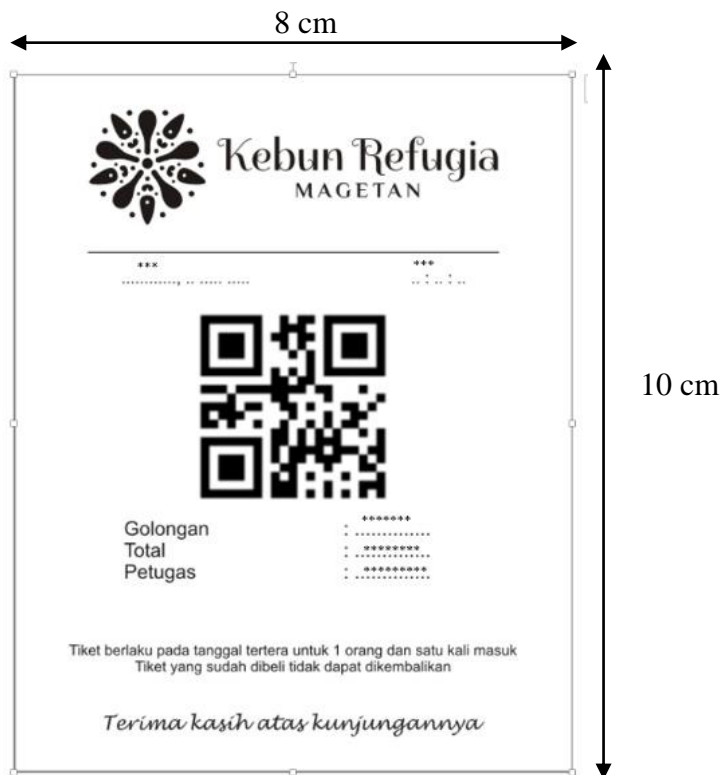 8 cm
Kebun Refugia
MAGETAN
*** ***
............, .. ..... ..... .. : .. : ..
10 cm
Golongan : ............. *******
Total : ............. ********
Petugas : ............. *********
Tiket berlaku pada tanggal tertera untuk 1 orang dan satu kali masuk
Tiket yang sudah dibeli tidak dapat dikembalikan
Terima kasih atas kunjungannya